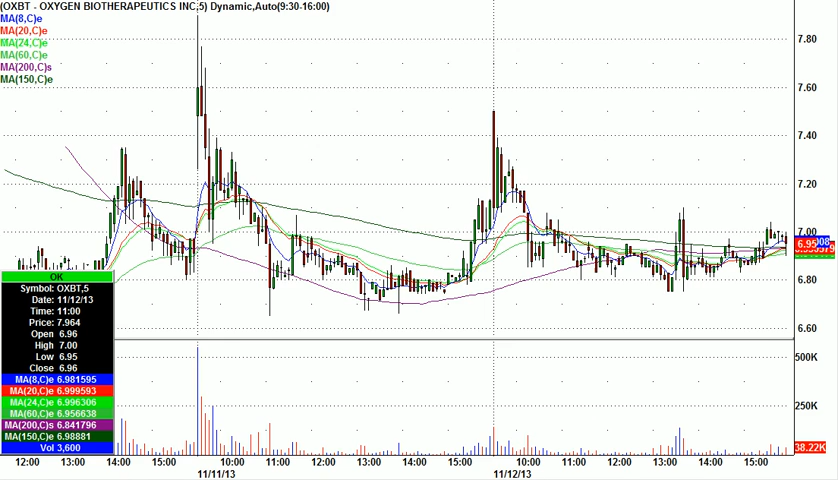 (OXBT - OXYGEN BIOTHERAPEUTICS INC,5) Dynamic,Auto(9:30-16:00)
MA(8,C)e
MA(20,C)e
MA(24,C)e
MA(60,C)e
MA(200,C)s
MA(150,C)e
7.80
7.60
7.40
7.20
7.00
6.95
6.80
6.60
OK
Symbol: OXBT,5
Date: 11/12/13
Time: 11:00
Price: 7.964
Open 6.96
High 7.00
Low 6.95
Close 6.96
MA(8,C)e 6.981595
MA(20,C)e 6.999593
MA(24,C)e 6.996306
MA(60,C)e 6.956638
MA(200,C)s 6.841796
MA(150,C)e 6.98881
Vol 3,600
500K
250K
38.22K
12:00 13:00 14:00 15:00 10:00 11:00 12:00 13:00 14:00 15:00 10:00 11:00 12:00 13:00 14:00 15:00
11/11/13 11/12/13